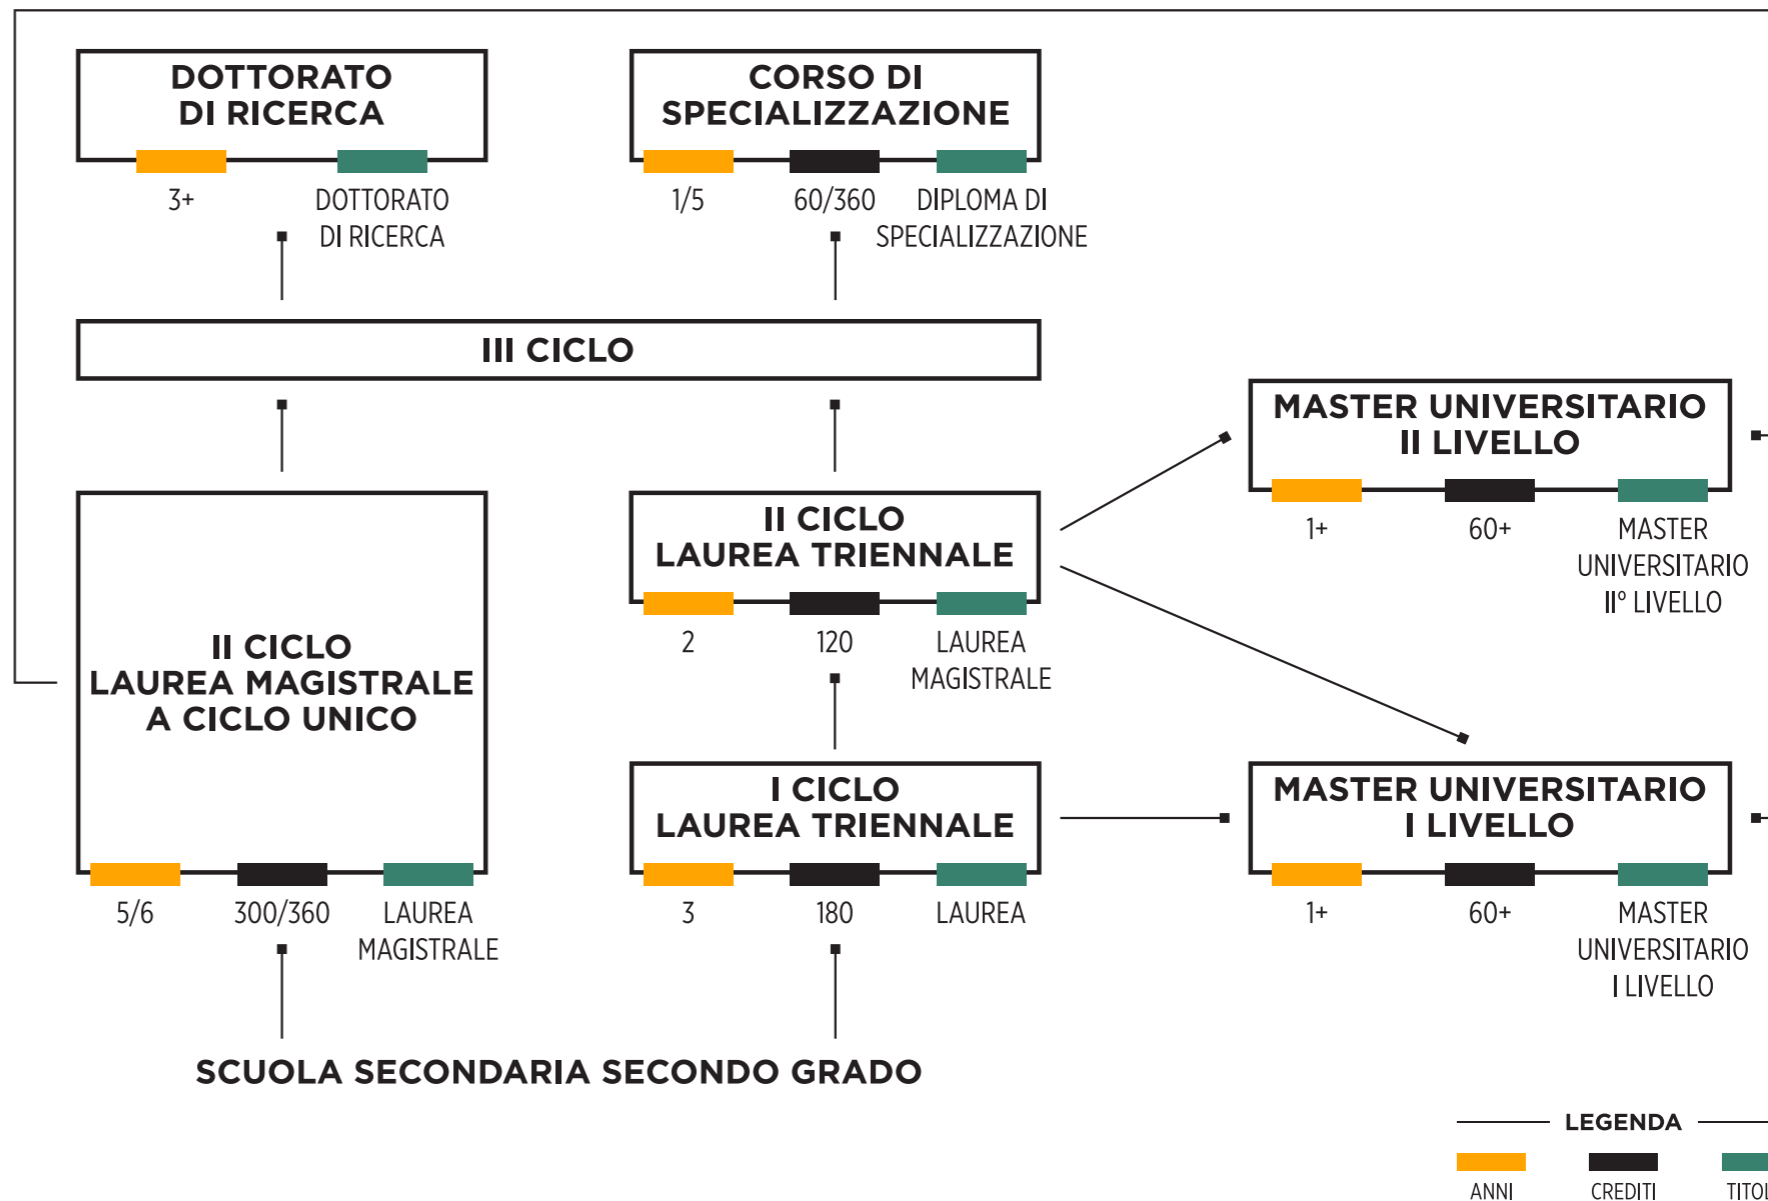 DOTTORATO
DI RICERCA
3+
DOTTORATO
DI RICERCA
CORSO DI
SPECIALIZZAZIONE
1/5
60/360
DIPLOMA DI
SPECIALIZZAZIONE
III CICLO
MASTER UNIVERSITARIO
II LIVELLO
1+
60+
MASTER
UNIVERSITARIO
II° LIVELLO
II CICLO
LAUREA TRIENNALE
2
120
LAUREA
MAGISTRALE
II CICLO
LAUREA MAGISTRALE
A CICLO UNICO
5/6
300/360
LAUREA
MAGISTRALE
I CICLO
LAUREA TRIENNALE
3
180
LAUREA
MASTER UNIVERSITARIO
I LIVELLO
1+
60+
MASTER
UNIVERSITARIO
I LIVELLO
SCUOLA SECONDARIA SECONDO GRADO
LEGENDA
ANNI
CREDITI
TITOL